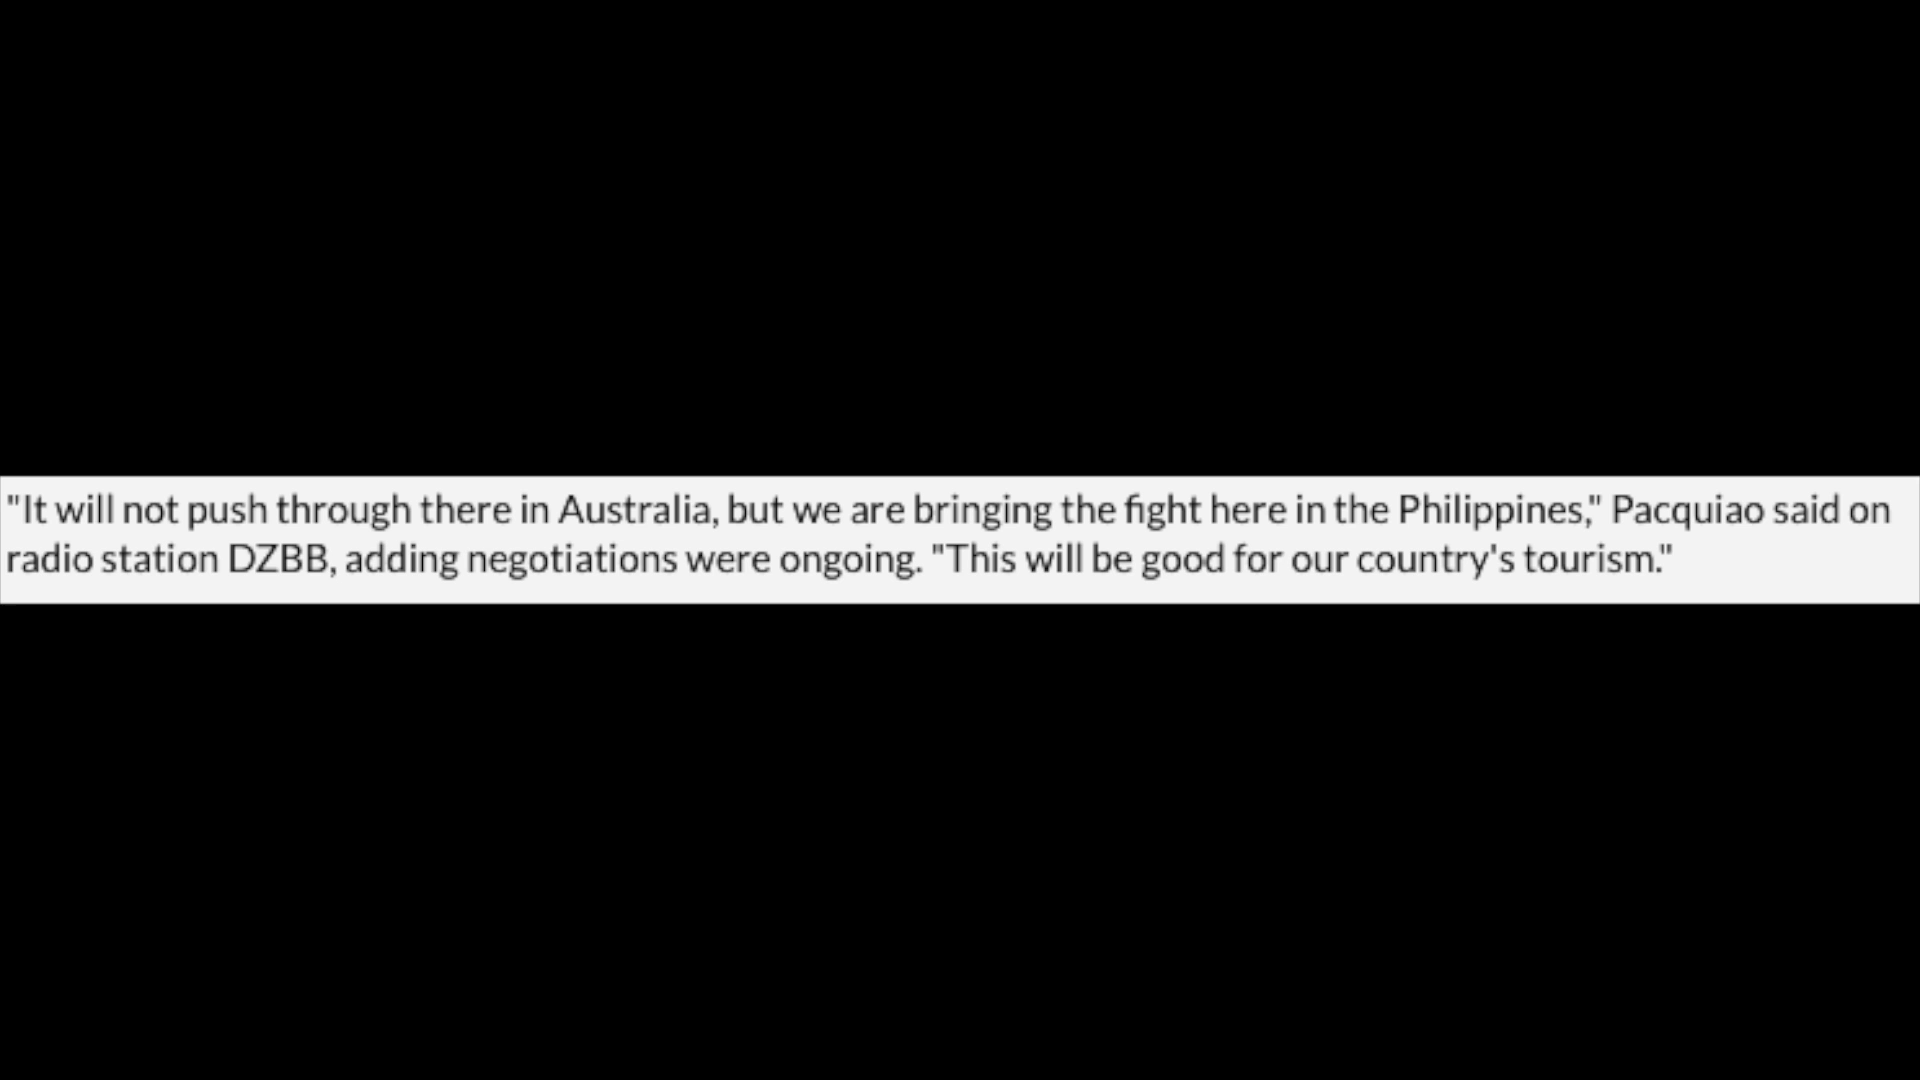 "It will not push through there in Australia, but we are bringing the fight here in the Philippines," Pacquiao said on
radio station DZBB, adding negotiations were ongoing. "This will be good for our country's tourism."